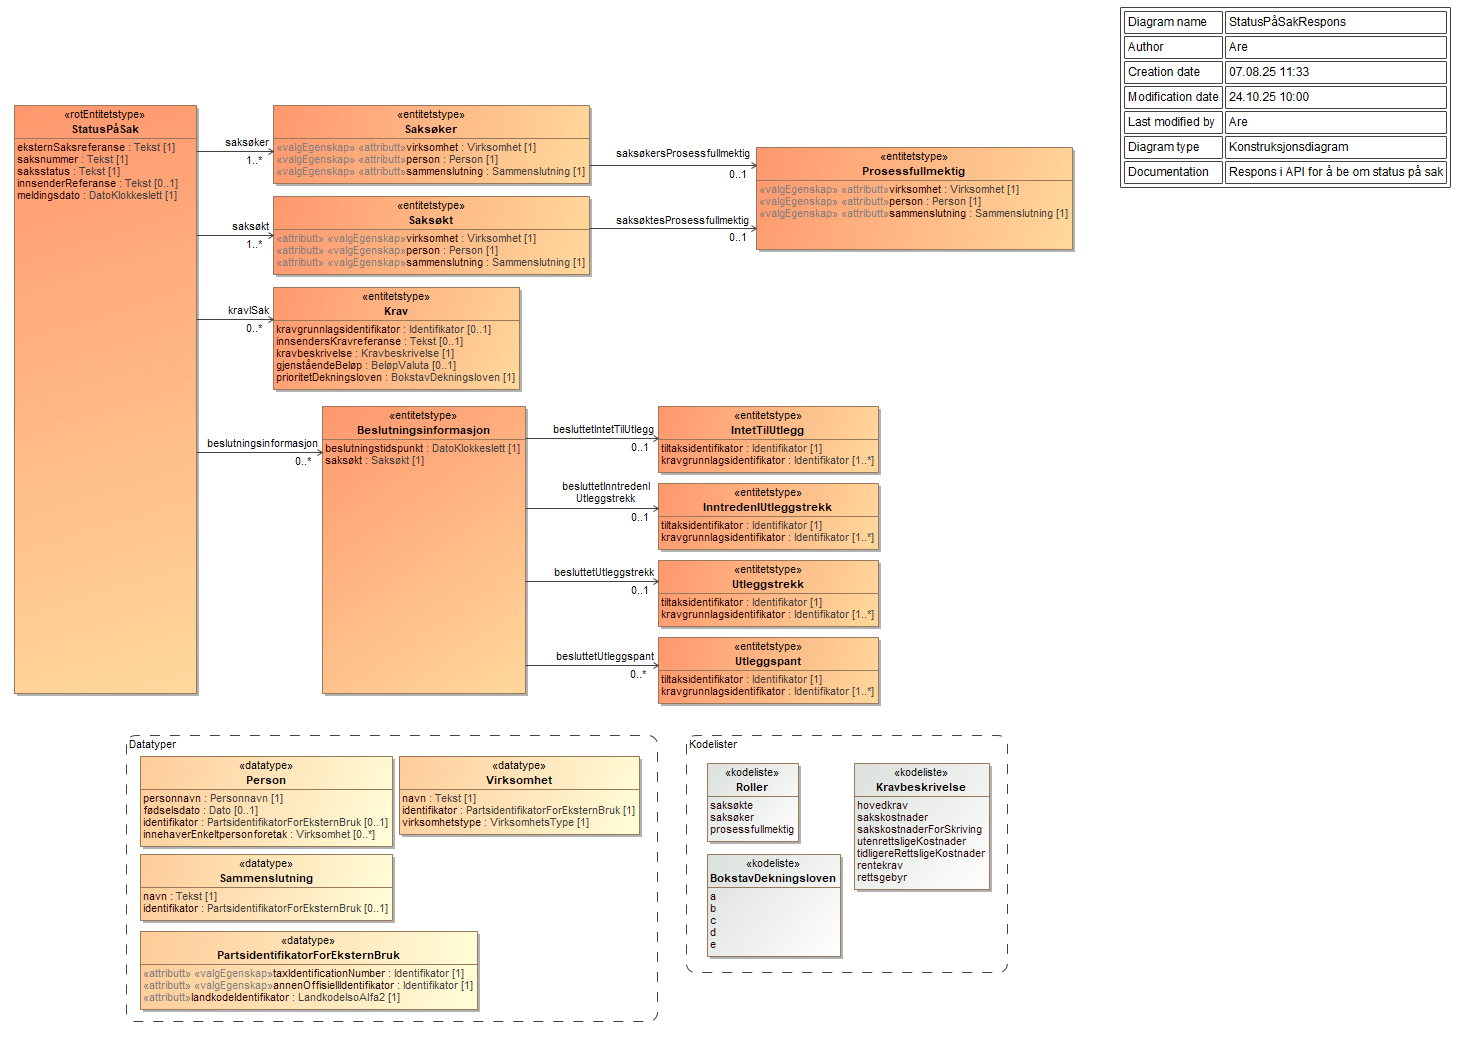 Diagram name StatusPåSakRespons
Author Are
Creation date 07.08.25 11:33
Modification date 24.10.25 10:00
Last modified by Are
Diagram type Konstruksjonsdiagram
Documentation Respons i API for å be om status på sak
«rotEntitetstype»
StatusPåSak
eksternSaksreferanse : Tekst [1]
saksnummer : Tekst [1]
saksstatus : Tekst [1]
innsenderReferanse : Tekst [0..1]
meldingsdato : DatoKlokkeslett [1]
saksøker
1..*
«entitetstype»
Saksøker
«valgEgenskap» «attributt»virksomhet : Virksomhet [1]
«valgEgenskap» «attributt»person : Person [1]
«valgEgenskap» «attributt»sammenslutning : Sammenslutning [1]
saksøkersProsessfullmektig
0..1
«entitetstype»
Prosessfullmektig
«valgEgenskap» «attributt»virksomhet : Virksomhet [1]
«valgEgenskap» «attributt»person : Person [1]
«valgEgenskap» «attributt»sammenslutning : Sammenslutning [1]
saksøkt
1..*
«entitetstype»
Saksøkt
«attributt» «valgEgenskap»virksomhet : Virksomhet [1]
«attributt» «valgEgenskap»person : Person [1]
«attributt» «valgEgenskap»sammenslutning : Sammenslutning [1]
saksøktesProsessfullmektig
0..1
kravISak
0..*
«entitetstype»
Krav
kravgrunnlagsidentifikator : Identifikator [0..1]
innsendersKravreferanse : Tekst [0..1]
kravbeskrivelse : Kravbeskrivelse [1]
gjenståendeBeløp : BeløpValuta [0..1]
prioritetDekningsloven : BokstavDekningsloven [1]
beslutningsinformasjon
0..*
«entitetstype»
Beslutningsinformasjon
beslutningstidspunkt : DatoKlokkeslett [1]
saksøkt : Saksøkt [1]
besluttetIntetTilUtlegg
0..1
«entitetstype»
IntetTilUtlegg
tiltaksidentifikator : Identifikator [1]
kravgrunnlagsidentifikator : Identifikator [1..*]
besluttetInntredenI
Utleggstrekk
0..1
«entitetstype»
InntredenIUtleggstrekk
tiltaksidentifikator : Identifikator [1]
kravgrunnlagsidentifikator : Identifikator [1..*]
besluttetUtleggstrekk
0..1
«entitetstype»
Utleggstrekk
tiltaksidentifikator : Identifikator [1]
kravgrunnlagsidentifikator : Identifikator [1..*]
besluttetUtleggspant
0..*
«entitetstype»
Utleggspant
tiltaksidentifikator : Identifikator [1]
kravgrunnlagsidentifikator : Identifikator [1..*]
Datatyper
«datatype»
Person
personnavn : Personnavn [1]
fødselsdato : Dato [0..1]
identifikator : PartsidentifikatorForEksternBruk [0..1]
innehaverEnkeltpersonforetak : Virksomhet [0..*]
«datatype»
Virksomhet
navn : Tekst [1]
identifikator : PartsidentifikatorForEksternBruk [1]
virksomhetstype : VirksomhetsType [1]
«datatype»
Sammenslutning
navn : Tekst [1]
identifikator : PartsidentifikatorForEksternBruk [0..1]
«datatype»
PartsidentifikatorForEksternBruk
«attributt» «valgEgenskap»taxIdentificationNumber : Identifikator [1]
«attributt» «valgEgenskap»annenOffisiellIdentifikator : Identifikator [1]
«attributt»landkodeIdentifikator : LandkodeIsoAlfa2 [1]
Kodelister
«kodeliste»
Roller
saksøkte
saksøker
prosessfullmektig
«kodeliste»
Kravbeskrivelse
hovedkrav
sakskostnader
sakskostnaderForSkriving
utenrettsligeKostnader
tidligereRettsligeKostnader
rentekrav
rettsgebyr
«kodeliste»
BokstavDekningsloven
a
b
c
d
e